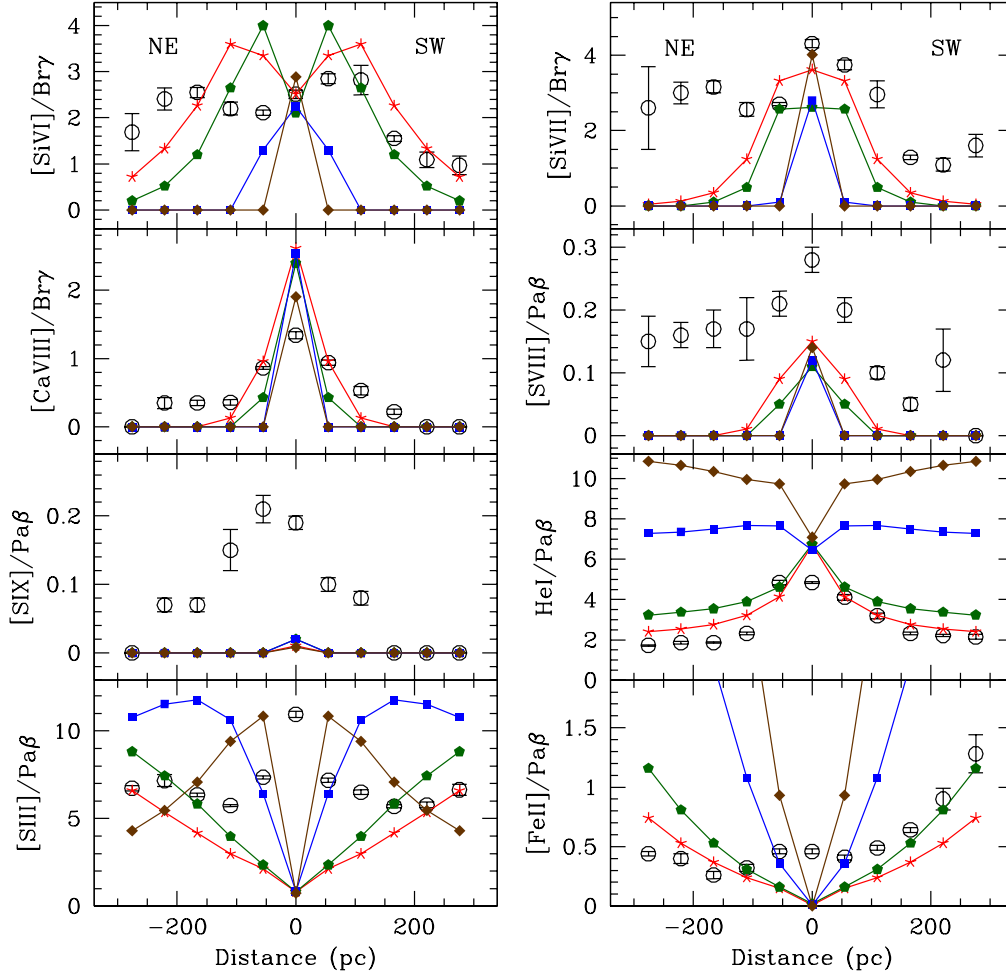 NE SW
[SiVI]/Brγ
0 1 2 3 4
NE SW
[SiVII]/Brγ
0 2 4
[CaVIII]/Brγ
0 1 2
[SVIII]/Paβ
0 0.1 0.2 0.3
[SIX]/Paβ
0 0.1 0.2
HeI/Paβ
0 2 4 6 8 10
[SIII]/Paβ
0 5 10
[FeII]/Paβ
0 0.5 1 1.5
−200 0 200
Distance (pc)
−200 0 200
Distance (pc)